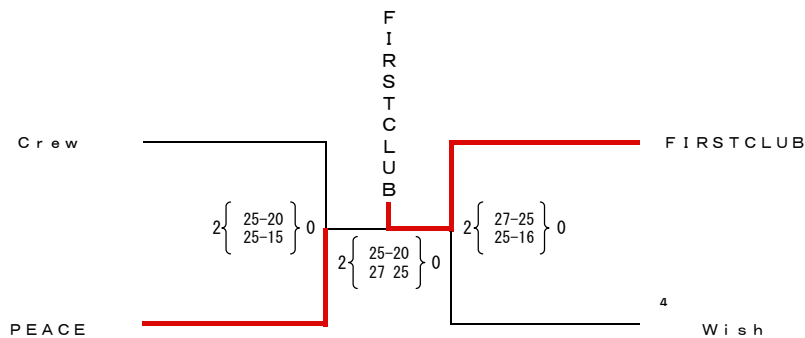 FIRSTCLUB
Ｃｒｅｗ
ＦＩＲＳＴＣＬＵＢ
2{ 25-20 25-15 }0
2{ 27-25 25-16 }0
2{ 25-20 27 25 }0
4
ＰＥＡＣＥ
Ｗｉｓｈ